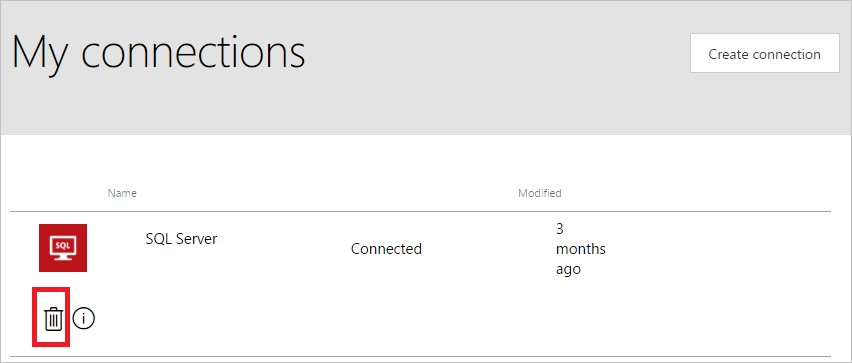 My connections
Create connection
Name
Modified
SQL
SQL Server
Connected
3
months
ago
i